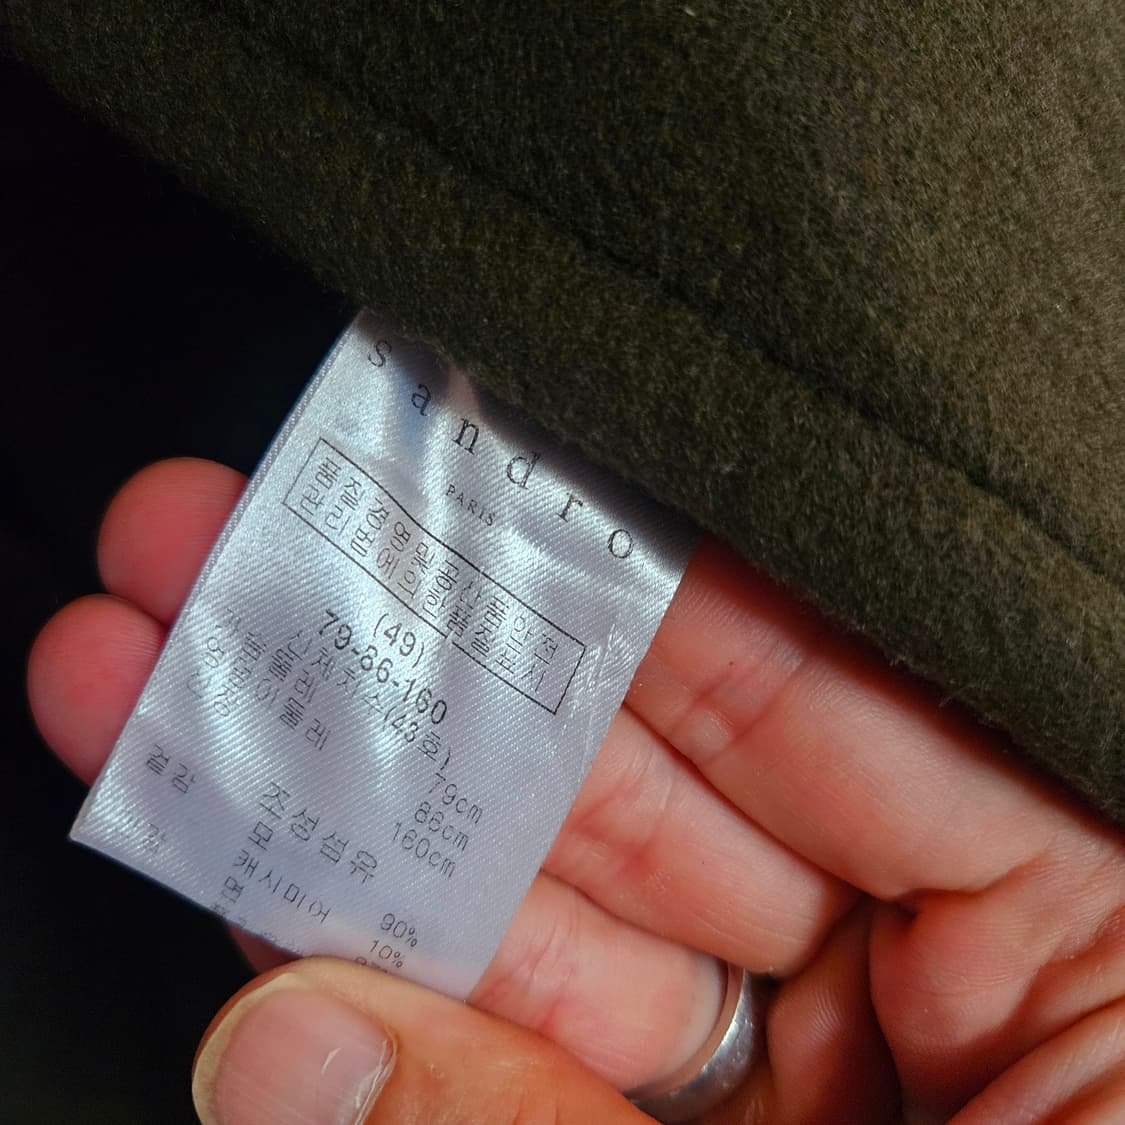 sandro
PARIS
품질경영및공산품안전
관리법에의한품질표시
(49)
79-86-160
신체치수(43호)
가슴둘레 79cm
엉덩이둘레 86cm
신장 160cm
조성섬유
겉감 모 90%
캐시미어 10%
안감 면